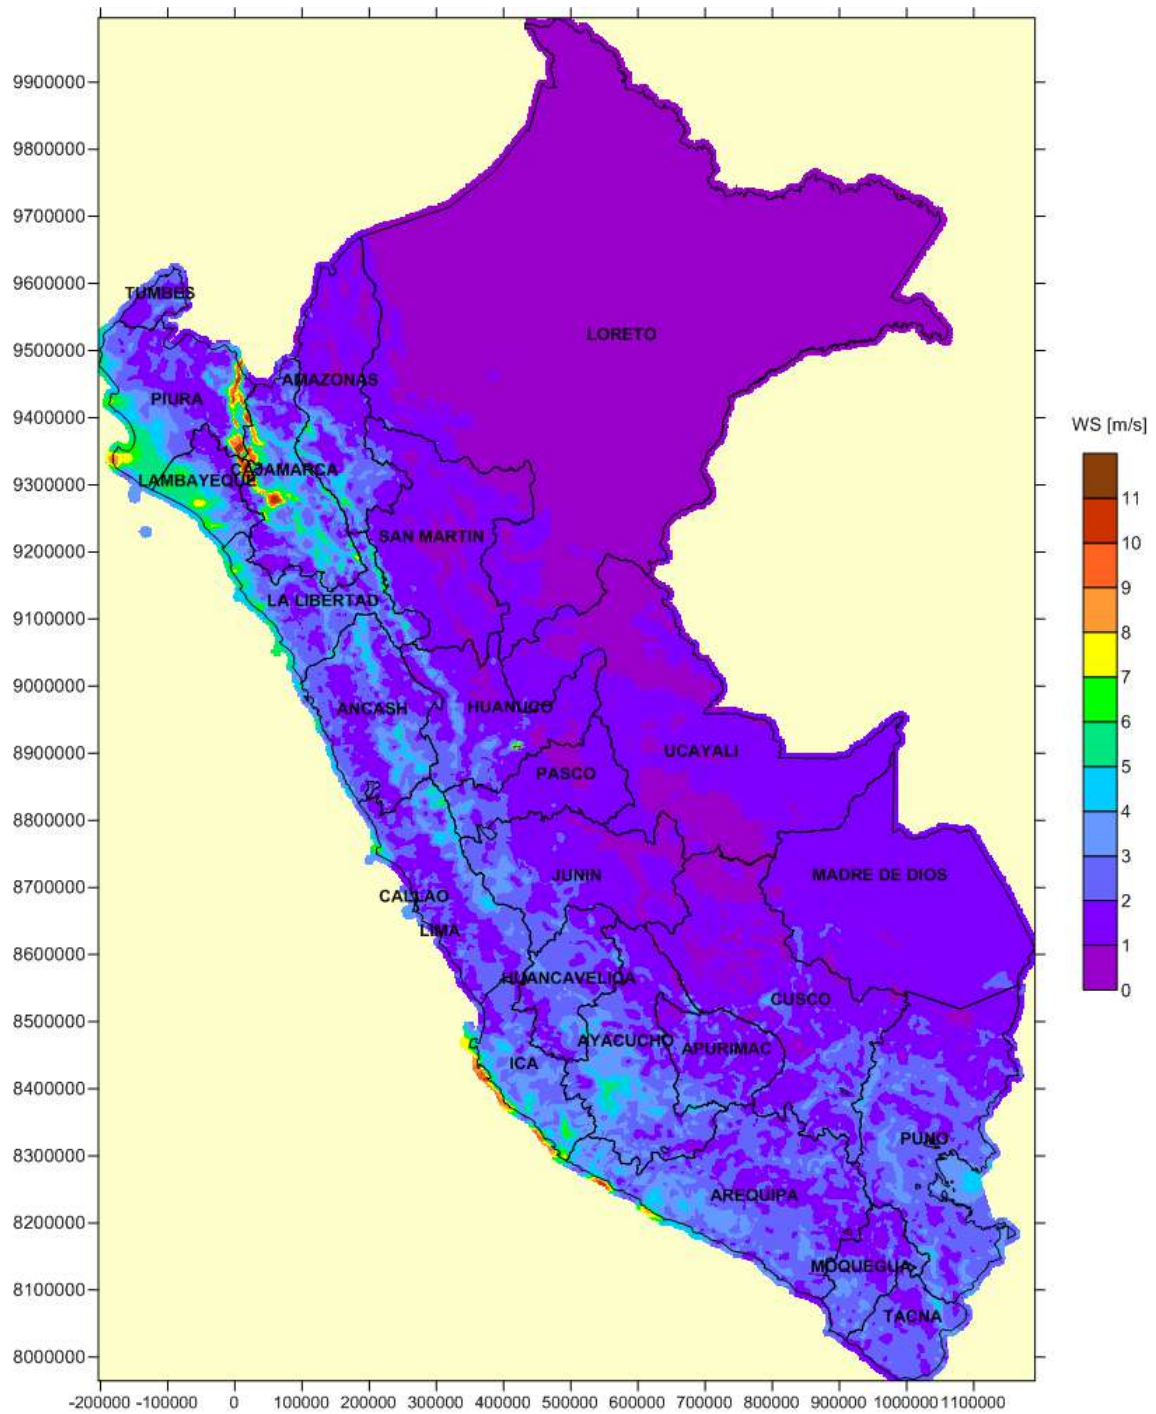 9900000
9800000
9700000
9600000
9500000
9400000
9300000
9200000
9100000
9000000
8900000
8800000
8700000
8600000
8500000
8400000
8300000
8200000
8100000
8000000
TUMBES
LORETO
AMAZONAS
PIURA
CAJAMARCA
LAMBAYEQUE
SAN MARTIN
LA LIBERTAD
ANCASH
HUANUCO
UCAYALI
PASCO
JUNIN
MADRE DE DIOS
CALLAO
LIMA
HUANCAVELICA
CUSCO
AYACUCHO
APURIMAC
ICA
PUNO
AREQUIPA
MOQUEGUA
TACNA
WS [m/s]
11
10
9
8
7
6
5
4
3
2
1
0
-200000 -100000 0 100000 200000 300000 400000 500000 600000 700000 800000 900000 1000000 1100000